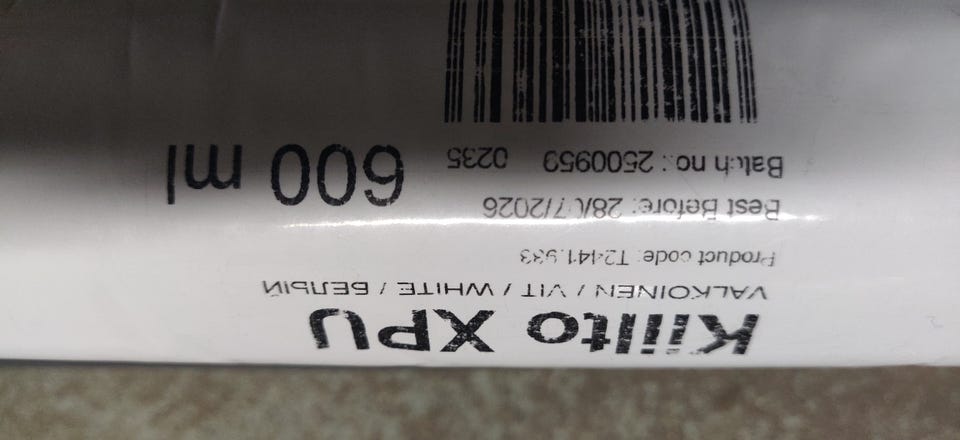 Kiilto XPU
VALKOINEN / VIT / WHITE / БЕЛЫЙ
Product code: T2441.933
Best Before: 28/07/2026
Batch no.: 2500959 0235
600 ml